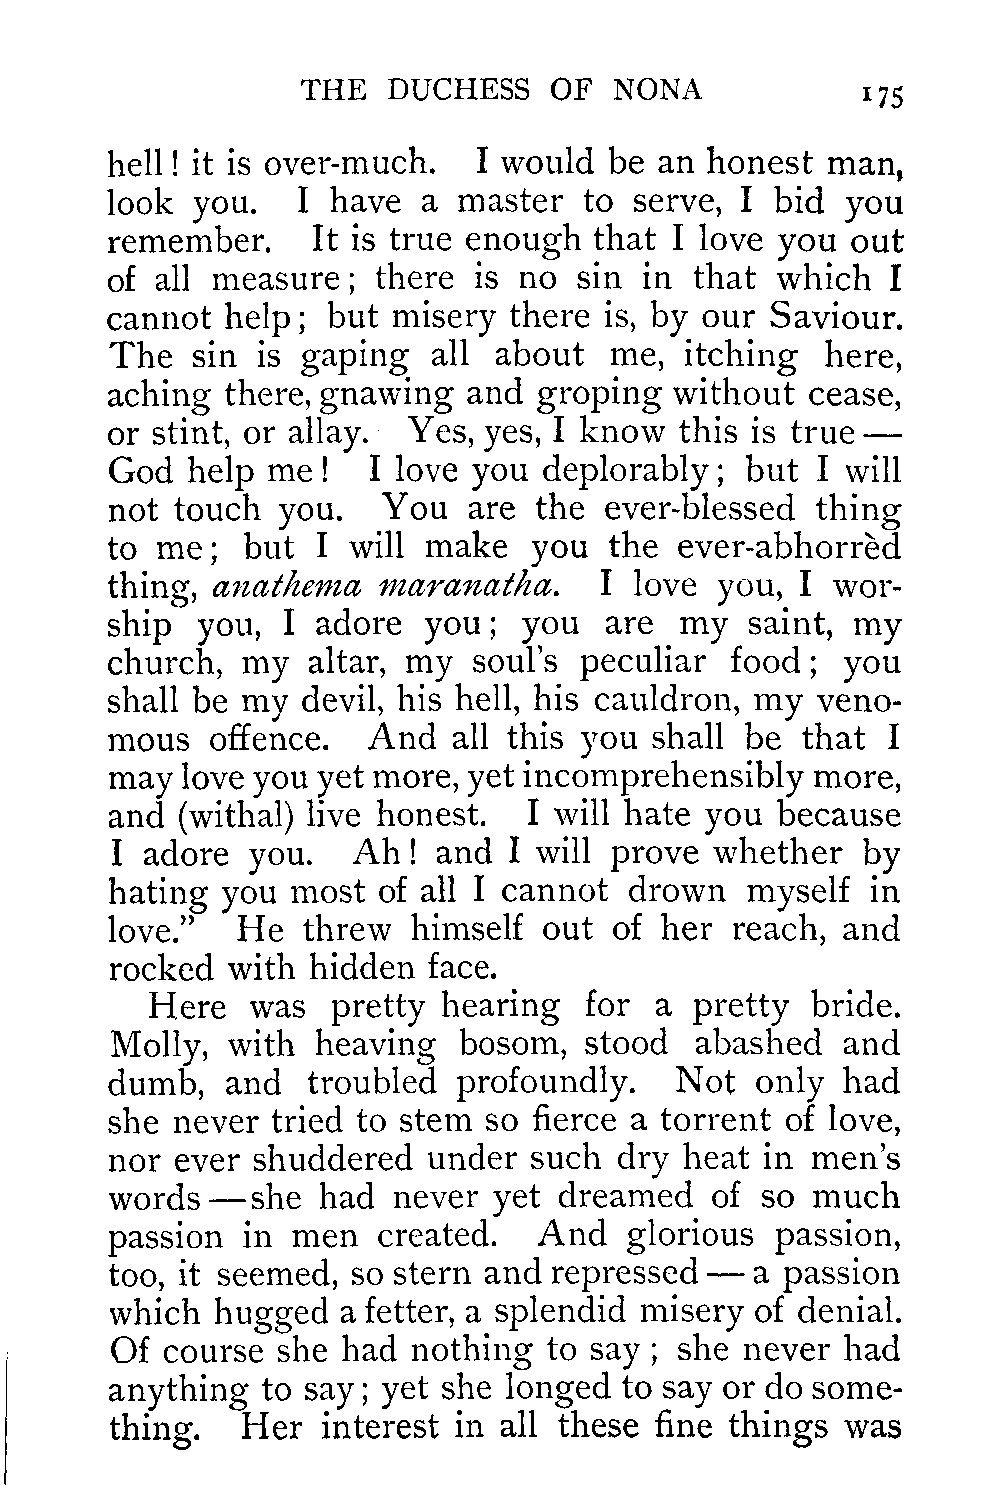 THE DUCHESS OF NONA 175
hell! it is over-much. I would be an honest man,
look you. I have a master to serve, I bid you
remember. It is true enough that I love you out
of all measure; there is no sin in that which I
cannot help; but misery there is, by our Saviour.
The sin is gaping all about me, itching here,
aching there, gnawing and groping without cease,
or stint, or allay. Yes, yes, I know this is true —
God help me! I love you deplorably; but I will
not touch you. You are the ever-blessed thing
to me; but I will make you the ever-abhorrèd
thing, anathema maranatha. I love you, I wor-
ship you, I adore you; you are my saint, my
church, my altar, my soul's peculiar food; you
shall be my devil, his hell, his cauldron, my veno-
mous offence. And all this you shall be that I
may love you yet more, yet incomprehensibly more,
and (withal) live honest. I will hate you because
I adore you. Ah! and I will prove whether by
hating you most of all I cannot drown myself in
love." He threw himself out of her reach, and
rocked with hidden face.
Here was pretty hearing for a pretty bride.
Molly, with heaving bosom, stood abashed and
dumb, and troubled profoundly. Not only had
she never tried to stem so fierce a torrent of love,
nor ever shuddered under such dry heat in men's
words — she had never yet dreamed of so much
passion in men created. And glorious passion,
too, it seemed, so stern and repressed — a passion
which hugged a fetter, a splendid misery of denial.
Of course she had nothing to say; she never had
anything to say; yet she longed to say or do some-
thing. Her interest in all these fine things was